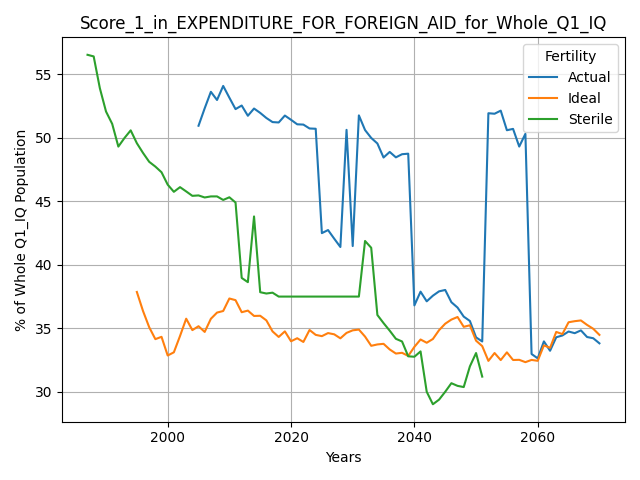 Score_1_in_EXPENDITURE_FOR_FOREIGN_AID_for_Whole_Q1_IQ
Fertility
Actual
Ideal
Sterile
% of Whole Q1_IQ Population
55
50
45
40
35
30
2000
2020
2040
2060
Years